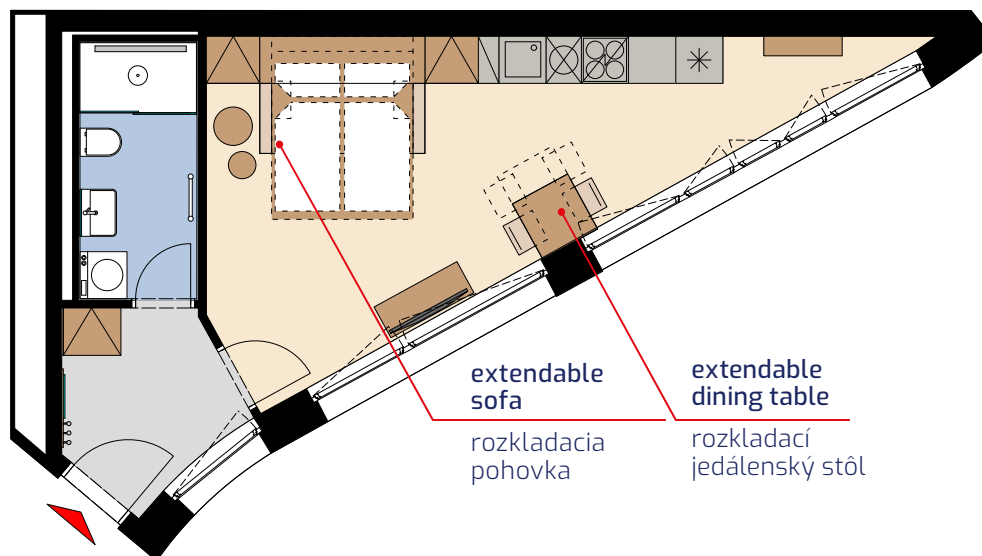 extendable
sofa
rozkladacia
pohovka
extendable
dining table
rozkladací
jedálenský stôl